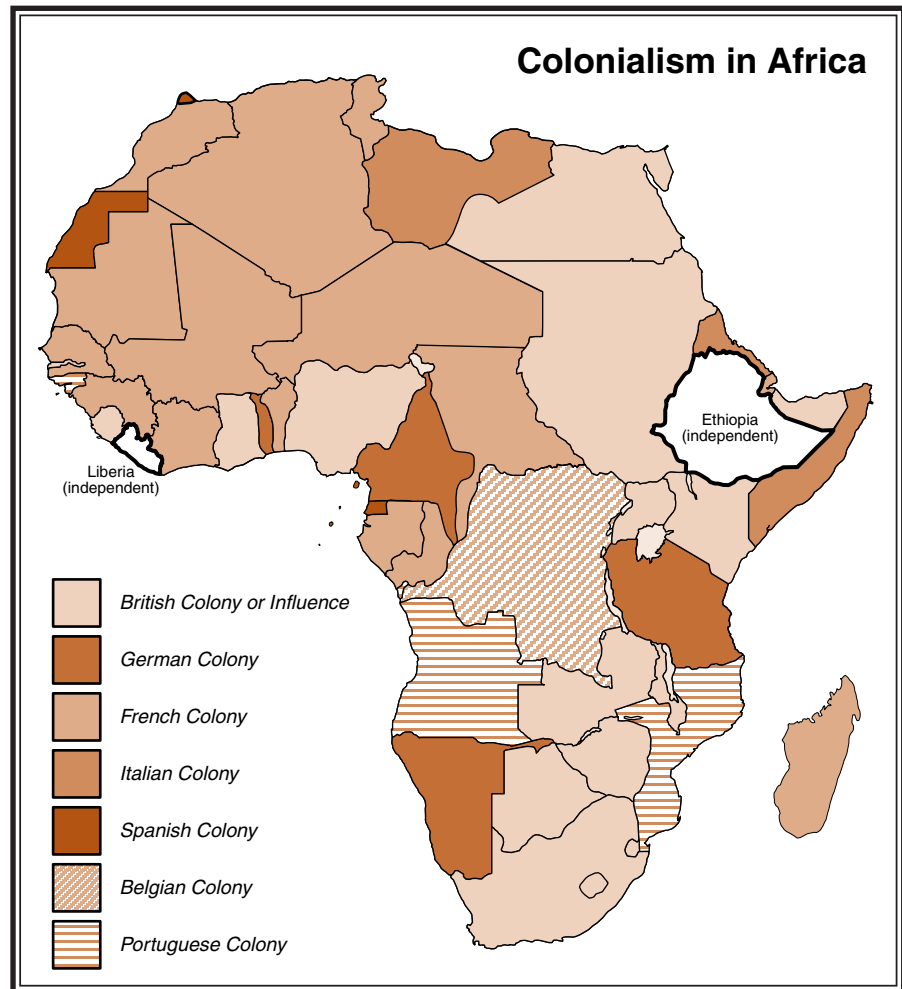 Colonialism in Africa
Ethiopia
(independent)
Liberia
(independent)
British Colony or Influence
German Colony
French Colony
Italian Colony
Spanish Colony
Belgian Colony
Portuguese Colony